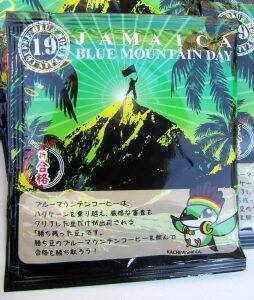 19
JAMAICA
BLUE MOUNTAIN DAY
合格
ブルーマウンテンコーヒーは、
ハリケーンを乗り越え、厳格な審査を
クリアした豆だけが出荷される
「勝ち残った豆」です。
勝ち豆のブルーマウンテンコーヒーを飲んで
合格を勝ち取ろう!